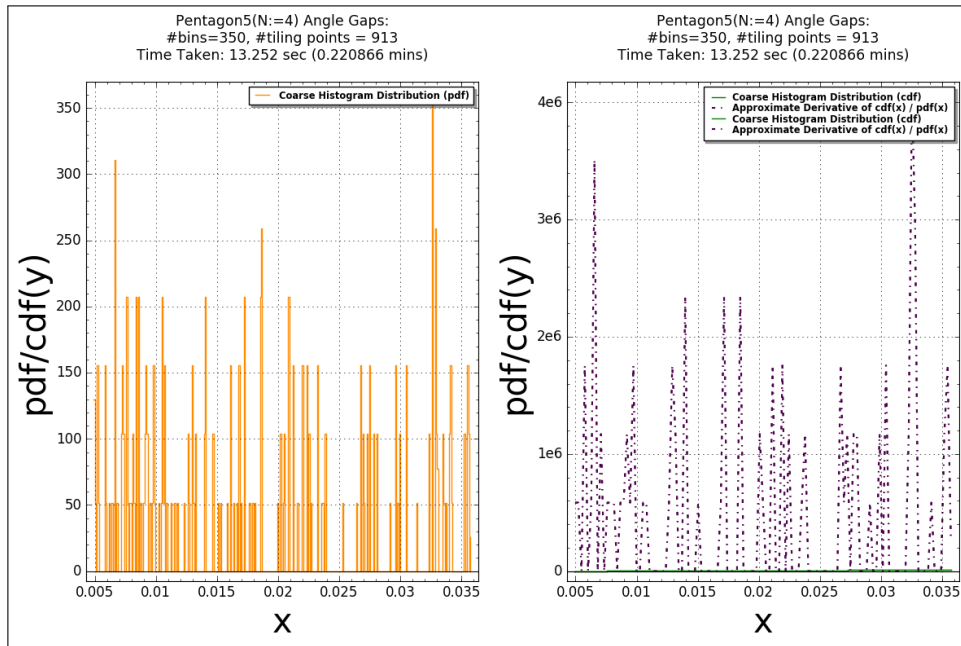 Pentagon5(N:=4) Angle Gaps:
#bins=350, #tiling points = 913
Time Taken: 13.252 sec (0.220866 mins)
Coarse Histogram Distribution (pdf)
350
300
250
200
150
100
50
0
0.005
0.010
0.015
0.020
0.025
0.030
0.035
pdf/cdf(y)
x
Pentagon5(N:=4) Angle Gaps:
#bins=350, #tiling points = 913
Time Taken: 13.252 sec (0.220866 mins)
Coarse Histogram Distribution (cdf)
Approximate Derivative of cdf(x) / pdf(x)
Coarse Histogram Distribution (cdf)
Approximate Derivative of cdf(x) / pdf(x)
4e6
3e6
2e6
1e6
0
0.005
0.010
0.015
0.020
0.025
0.030
0.035
pdf/cdf(y)
x